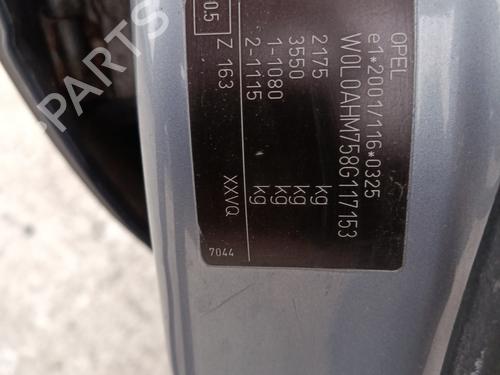 OPEL
e1*2001/116*0325
W0L0AHM758G117153
2175 kg
3550 kg
1-1080 kg
2-1115 kg
0.5 Z 163 XXVQ
7044